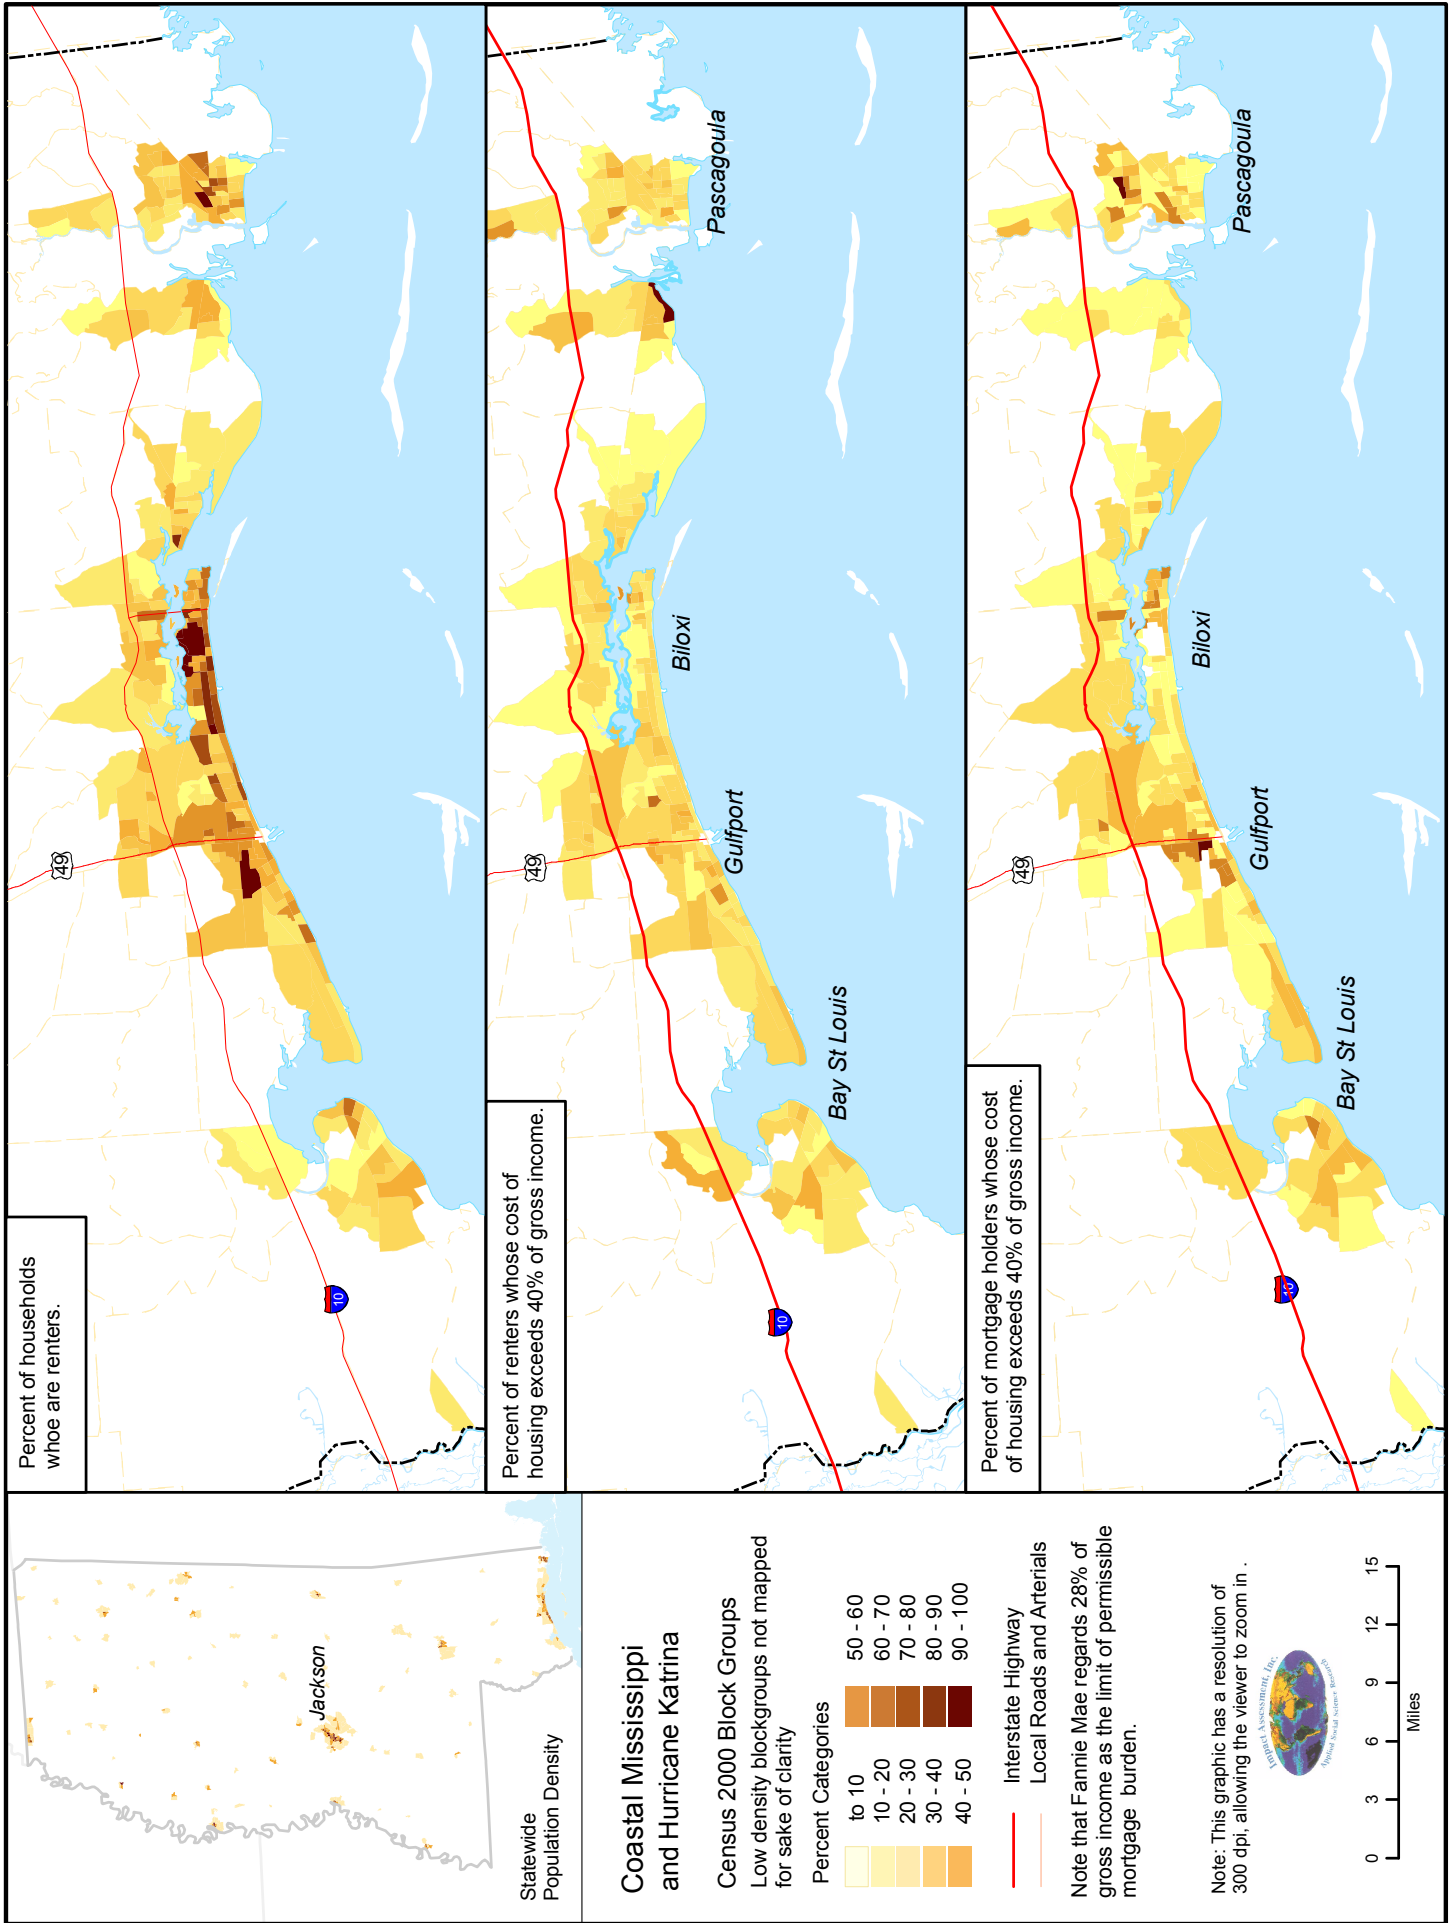 Jackson
Statewide
Population Density
Coastal Mississippi
and Hurricane Katrina
Census 2000 Block Groups
Low density blockgroups not mapped
for sake of clarity
Percent Categories
to 10
10 - 20
20 - 30
30 - 40
40 - 50
50 - 60
60 - 70
70 - 80
80 - 90
90 - 100
Interstate Highway
Local Roads and Arterials
Note that Fannie Mae regards 28% of
gross income as the limit of permissible
mortgage burden.
Note: This graphic has a resolution of
300 dpi, allowing the viewer to zoom in .
Impact Assessment, Inc.
Applied Social Science Research
0 3 6 9 12 15
Miles
Percent of households
whoe are renters.
10
49
Percent of renters whose cost of
housing exceeds 40% of gross income.
10
49
Bay St Louis
Gulfport
Biloxi
Pascagoula
Percent of mortgage holders whose cost
of housing exceeds 40% of gross income.
10
49
Bay St Louis
Gulfport
Biloxi
Pascagoula